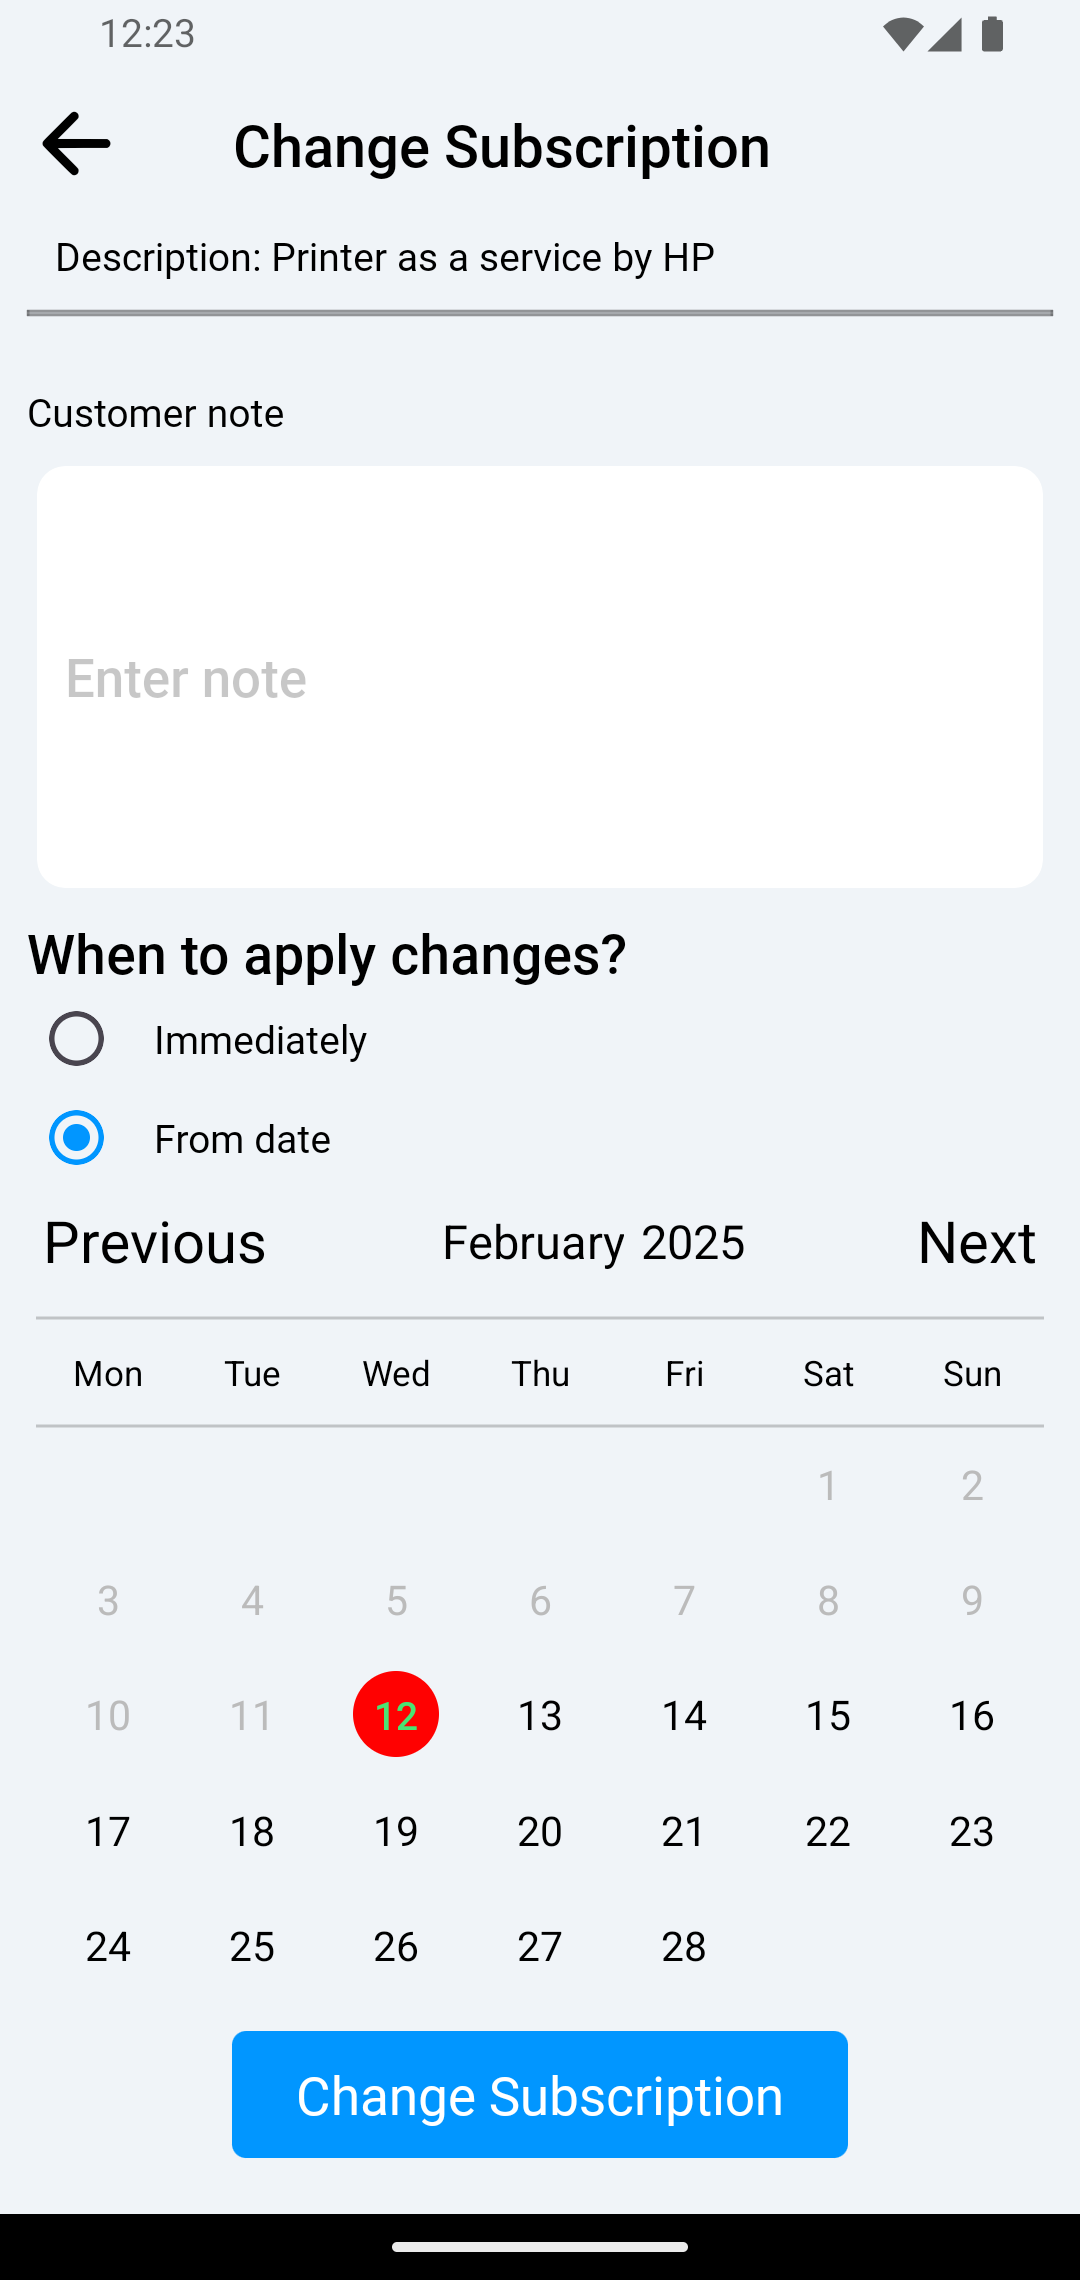 12:23
Change Subscription
Description: Printer as a service by HP
Customer note
Enter note
When to apply changes?
Immediately
From date
Previous February 2025 Next
Mon Tue Wed Thu Fri Sat Sun
1 2
3 4 5 6 7 8 9
10 11 12 13 14 15 16
17 18 19 20 21 22 23
24 25 26 27 28
Change Subscription